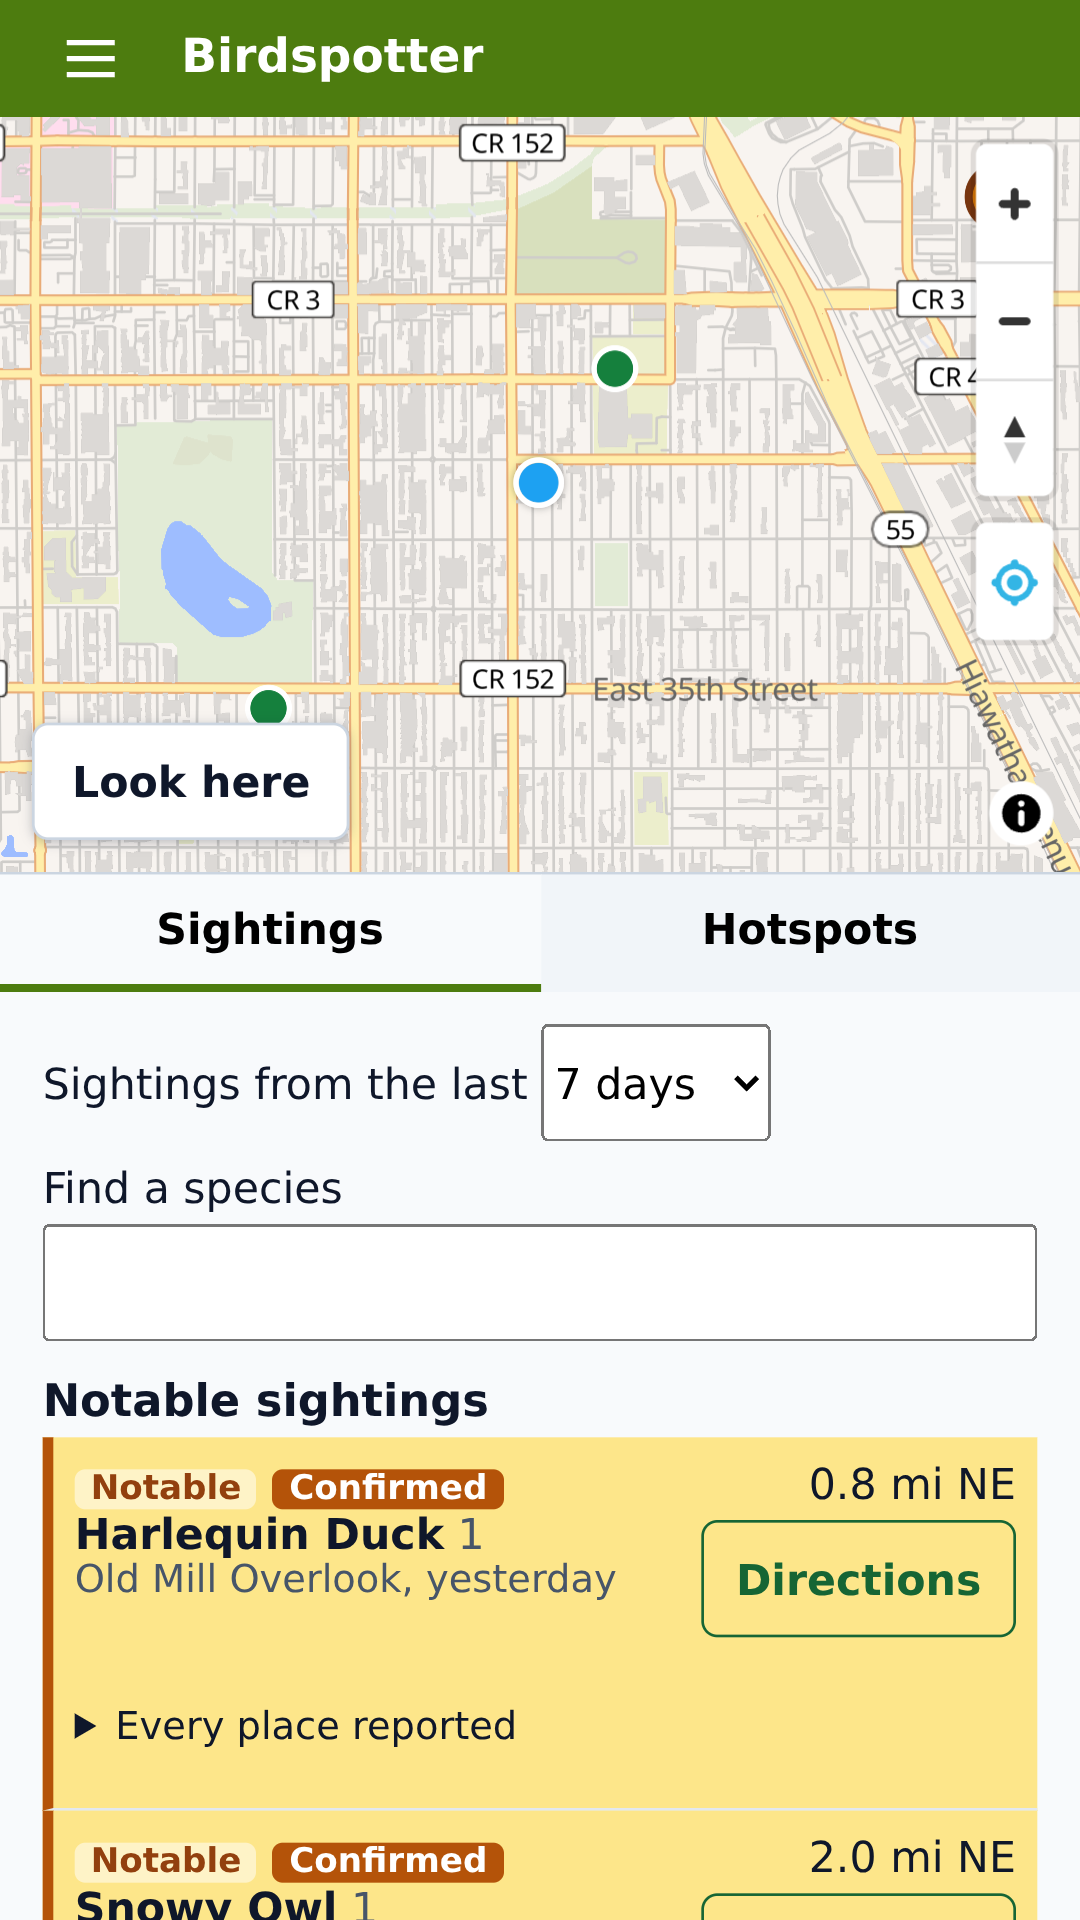 Birdspotter
CR 152
CR 3
CR 3
CR 4
55
CR 152
East 35th Street
Hiawatha
Look here
Sightings
Hotspots
Sightings from the last
7 days
Find a species
Notable sightings
Notable
Confirmed
0.8 mi NE
Harlequin Duck 1
Old Mill Overlook, yesterday
Directions
Every place reported
Notable
Confirmed
2.0 mi NE
Snowy Owl 1